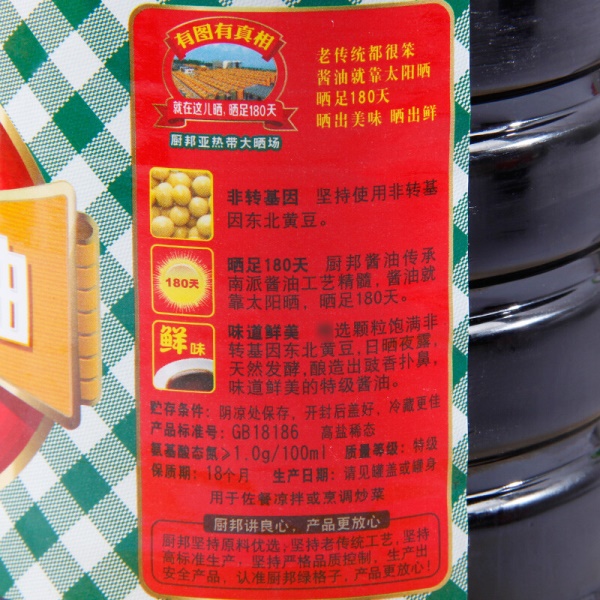 有图有真相
就在这儿晒,晒足180天
厨邦亚热带大晒场
老传统都很笨
酱油就靠太阳晒
晒足180天
晒出美味 晒出鲜
非转基因 坚持使用非转基
因东北黄豆。
180天
晒足180天 厨邦酱油传承
南派酱油工艺精髓,酱油就
靠太阳晒,晒足180天。
鲜味
味道鲜美 选颗粒饱满非
转基因东北黄豆,日晒夜露,
天然发酵,酿造出豉香扑鼻,
味道鲜美的特级酱油。
油
贮存条件:阴凉处保存,开封后盖好,冷藏更佳
产品标准号:GB18186 高盐稀态
氨基酸态氮≥1.0g/100ml 质量等级:特级
保质期:18个月 生产日期:请见罐盖或罐身
用于佐餐凉拌或烹调炒菜
厨邦讲良心,产品更放心
厨邦坚持原料优选,坚持老传统工艺,坚持
高标准生产,坚持严格品质控制,生产出
安全产品,认准厨邦绿格子,产品更放心!